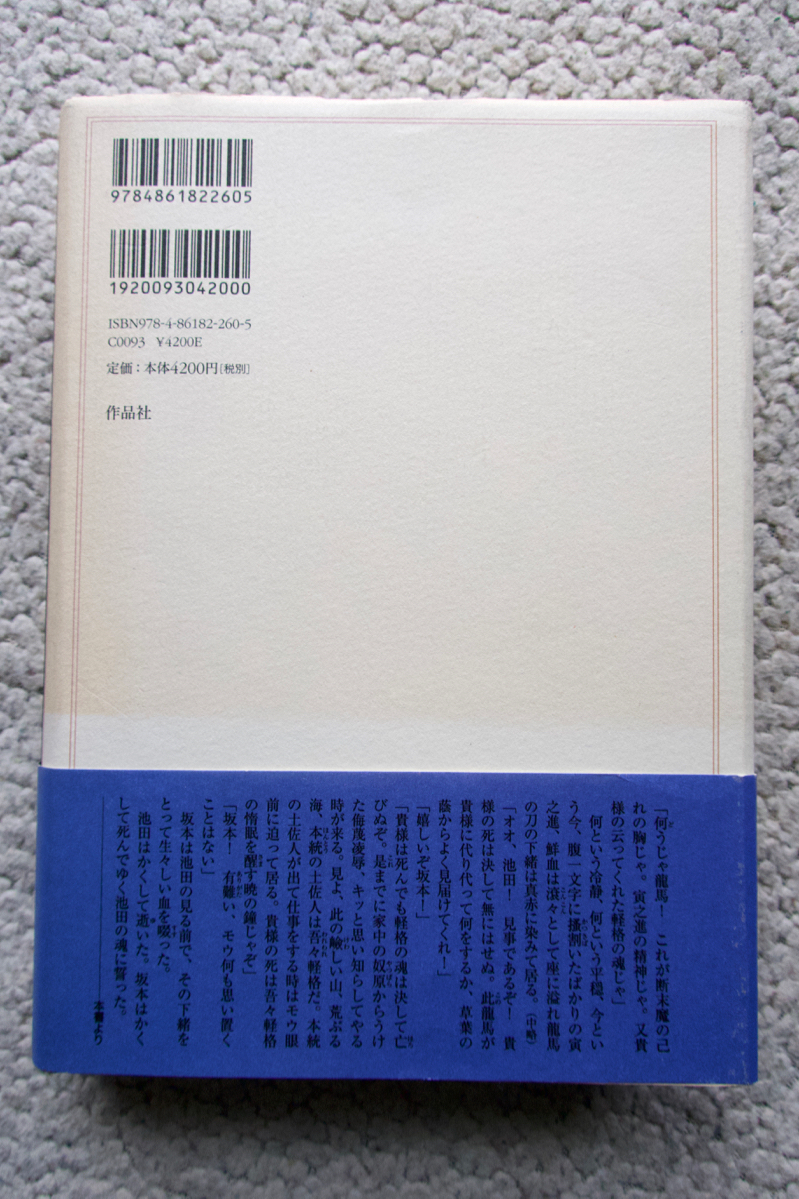 9784861822605
1920093042000
ISBN978-4-86182-260-5
C0093 ¥4200E
定価：本体4200円[税別]
作品社
「何うじゃ龍馬！　これが断末魔の己
れの胸じゃ。寅之進の精神じゃ。又貴
様の云ってくれた軽格の魂じゃ」
何という冷静、何という平穏、今とい
う今、腹一文字に掻割いたばかりの寅
之進、鮮血は滾々として座に溢れ龍馬
の刀の下緒は真赤に染みて居る。（中略）
「オオ、池田！　見事であるぞ！　貴
様の死は決して無にはせぬ。此龍馬が
貴様に代り代って何をするか、草葉の
蔭からよく見届けてくれ！」
「嬉しいぞ坂本！」
「貴様は死んでも軽格の魂は決して亡
びぬぞ。是までに家中の奴原からうけ
た侮蔑凌辱、キッと思い知らしてやる
時が来る。見よ、此の嶮しい山、荒ぶる
海、本統の土佐人は吾々軽格だ。本統
の土佐人が出て仕事をする時はモウ眼
前に迫って居る。貴様の死は吾々軽格
の惰眠を醒す暁の鐘じゃぞ」
「坂本！　有難い、モウ何も思い置く
ことはない」
坂本は池田の見る前で、その下緒を
とって生々しい血を啜った。
池田はかくして逝いた。坂本はかく
して死んでゆく池田の魂に誓った。
──本書より